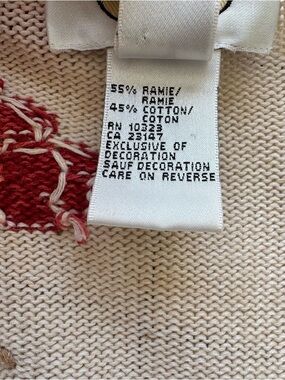 55% RAMIE/
RAMIE
45% COTTON/
COTON
RN 10323
CA 23147
EXCLUSIVE OF
DECORATION
SAUF DECORATION
CARE ON REVERSE